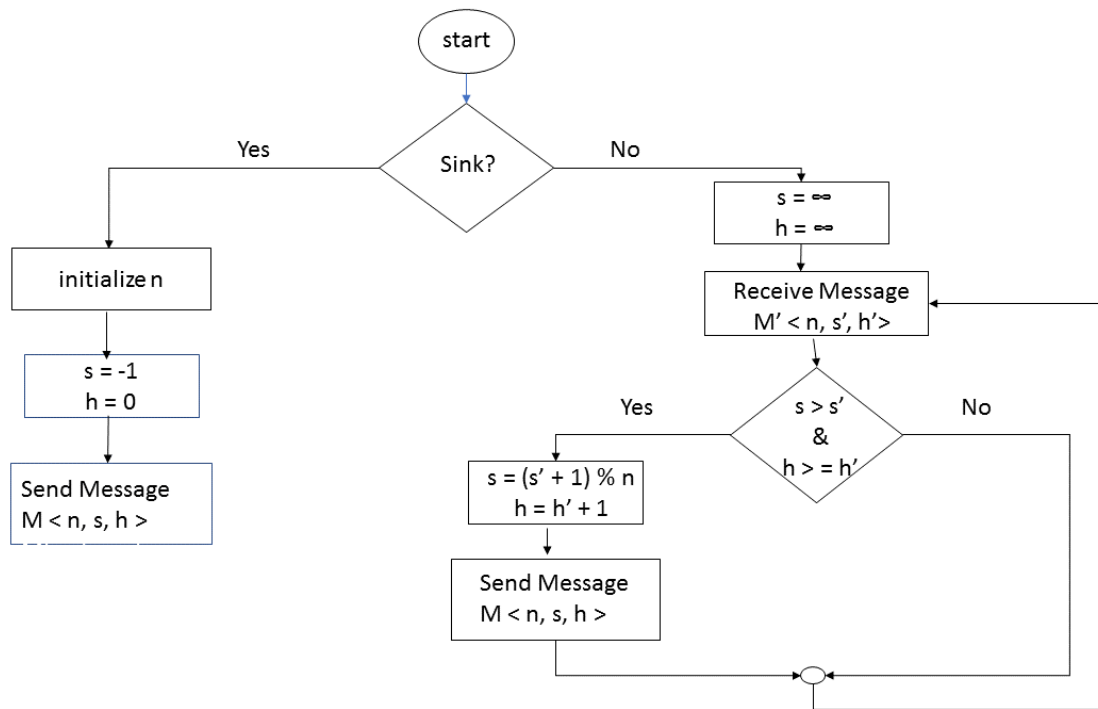 start
Sink?
Yes
No
initialize n
s = -1
h = 0
Send Message
M < n, s, h >
s = ∞
h = ∞
Receive Message
M’ < n, s’, h’>
s > s’
&
h > = h’
Yes
No
s = (s’ + 1) % n
h = h’ + 1
Send Message
M < n, s, h >